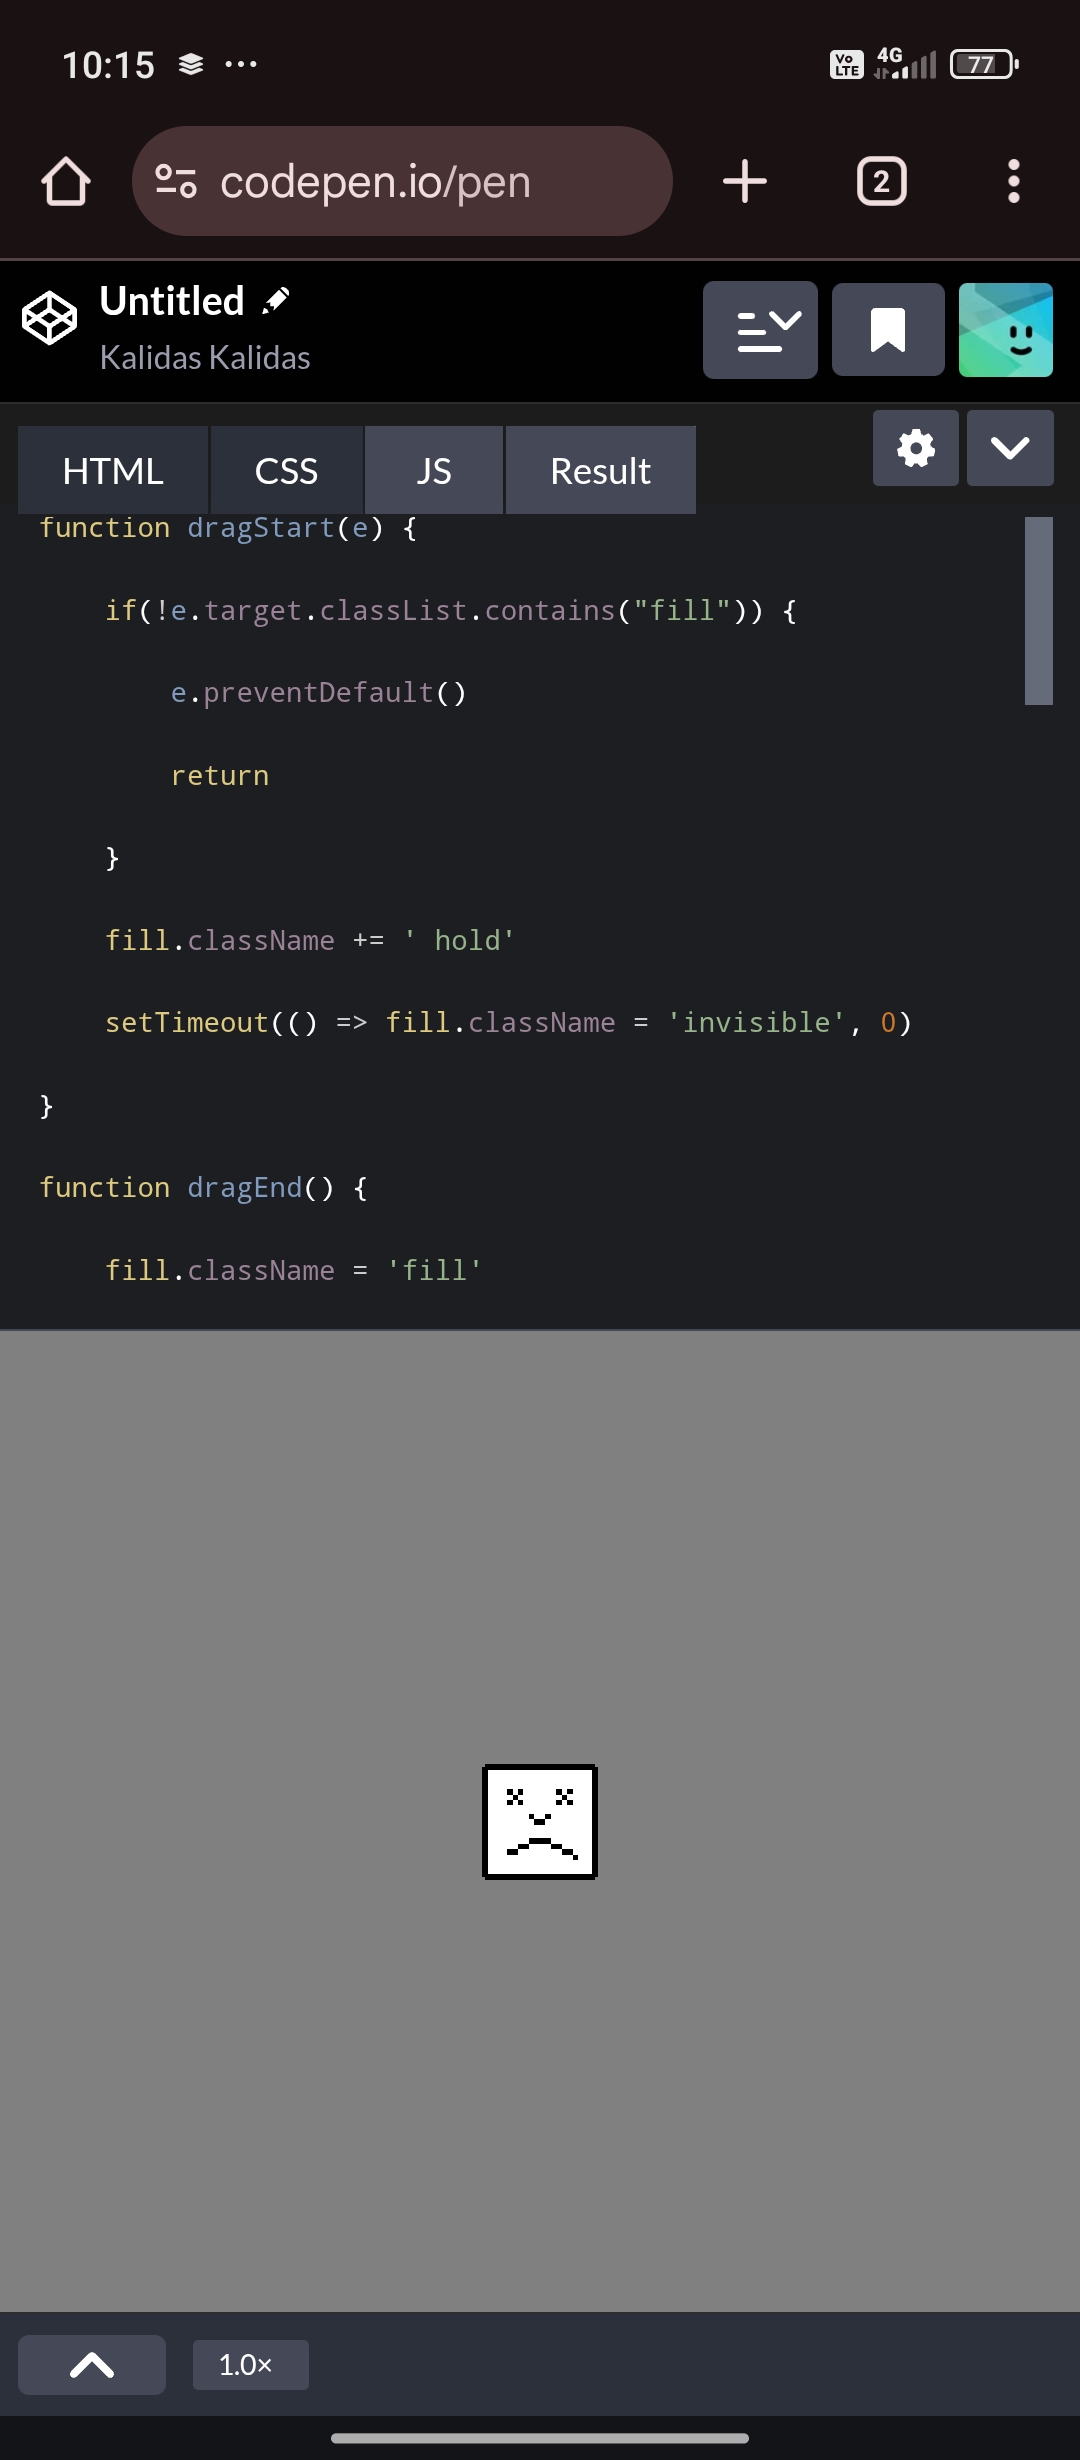 10:15 ...
Vo LTE 4G 77
codepen.io/pen
2
Untitled
Kalidas Kalidas
HTML CSS JS Result
function dragStart(e) {
if(!e.target.classList.contains("fill")) {
e.preventDefault()
return
}
fill.className += ' hold'
setTimeout(() => fill.className = 'invisible', 0)
}
function dragEnd() {
fill.className = 'fill'
1.0×